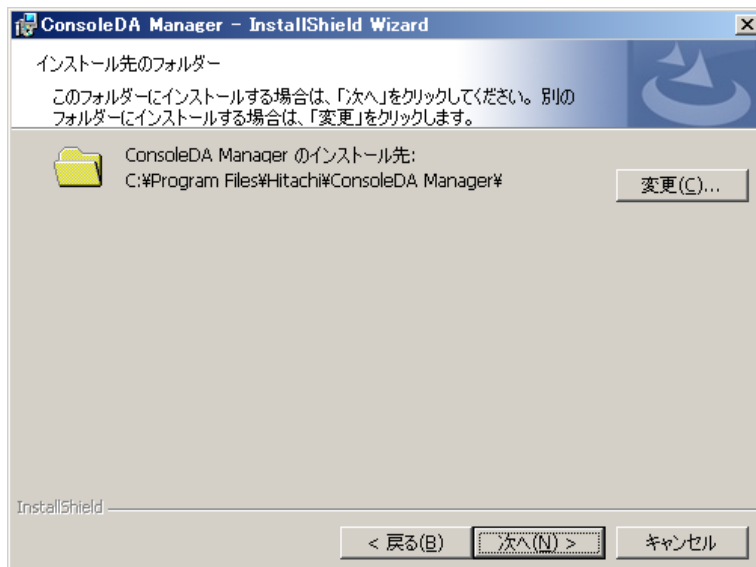 ConsoleDA Manager - InstallShield Wizard
インストール先のフォルダー
このフォルダーにインストールする場合は、「次へ」をクリックしてください。別の
フォルダーにインストールする場合は、「変更」をクリックします。
ConsoleDA Manager のインストール先:
C:¥Program Files¥Hitachi¥ConsoleDA Manager¥
変更(C)...
InstallShield
< 戻る(B)
次へ(N) >
キャンセル